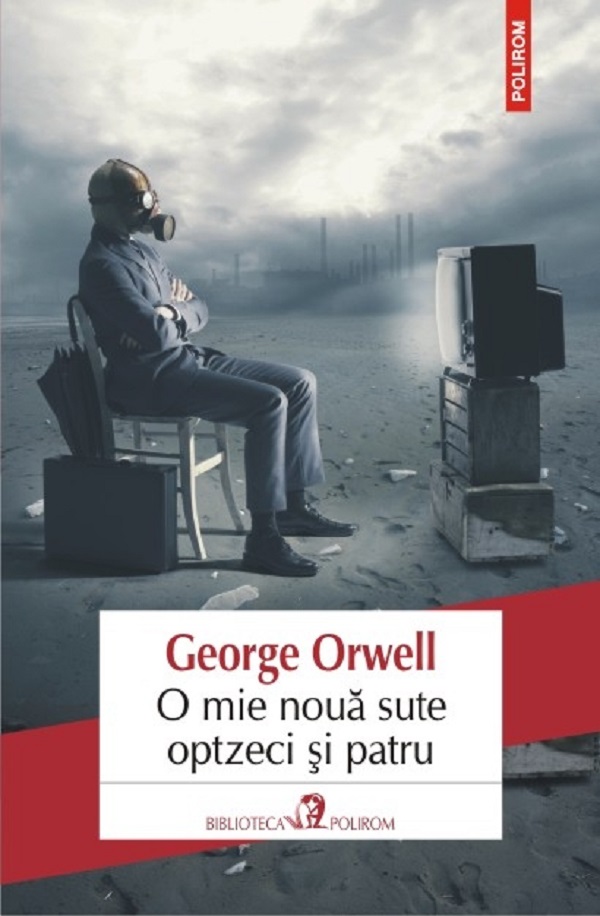 POLIROM
George Orwell
O mie nouă sute
optzeci şi patru
BIBLIOTECA POLIROM